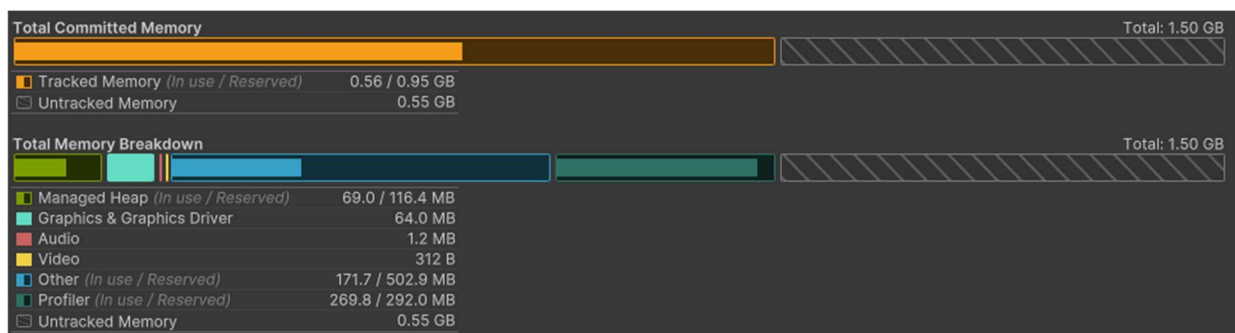 Total Committed Memory Total: 1.50 GB
Tracked Memory (In use / Reserved) 0.56 / 0.95 GB
Untracked Memory 0.55 GB
Total Memory Breakdown Total: 1.50 GB
Managed Heap (In use / Reserved) 69.0 / 116.4 MB
Graphics & Graphics Driver 64.0 MB
Audio 1.2 MB
Video 312 B
Other (In use / Reserved) 171.7 / 502.9 MB
Profiler (In use / Reserved) 269.8 / 292.0 MB
Untracked Memory 0.55 GB